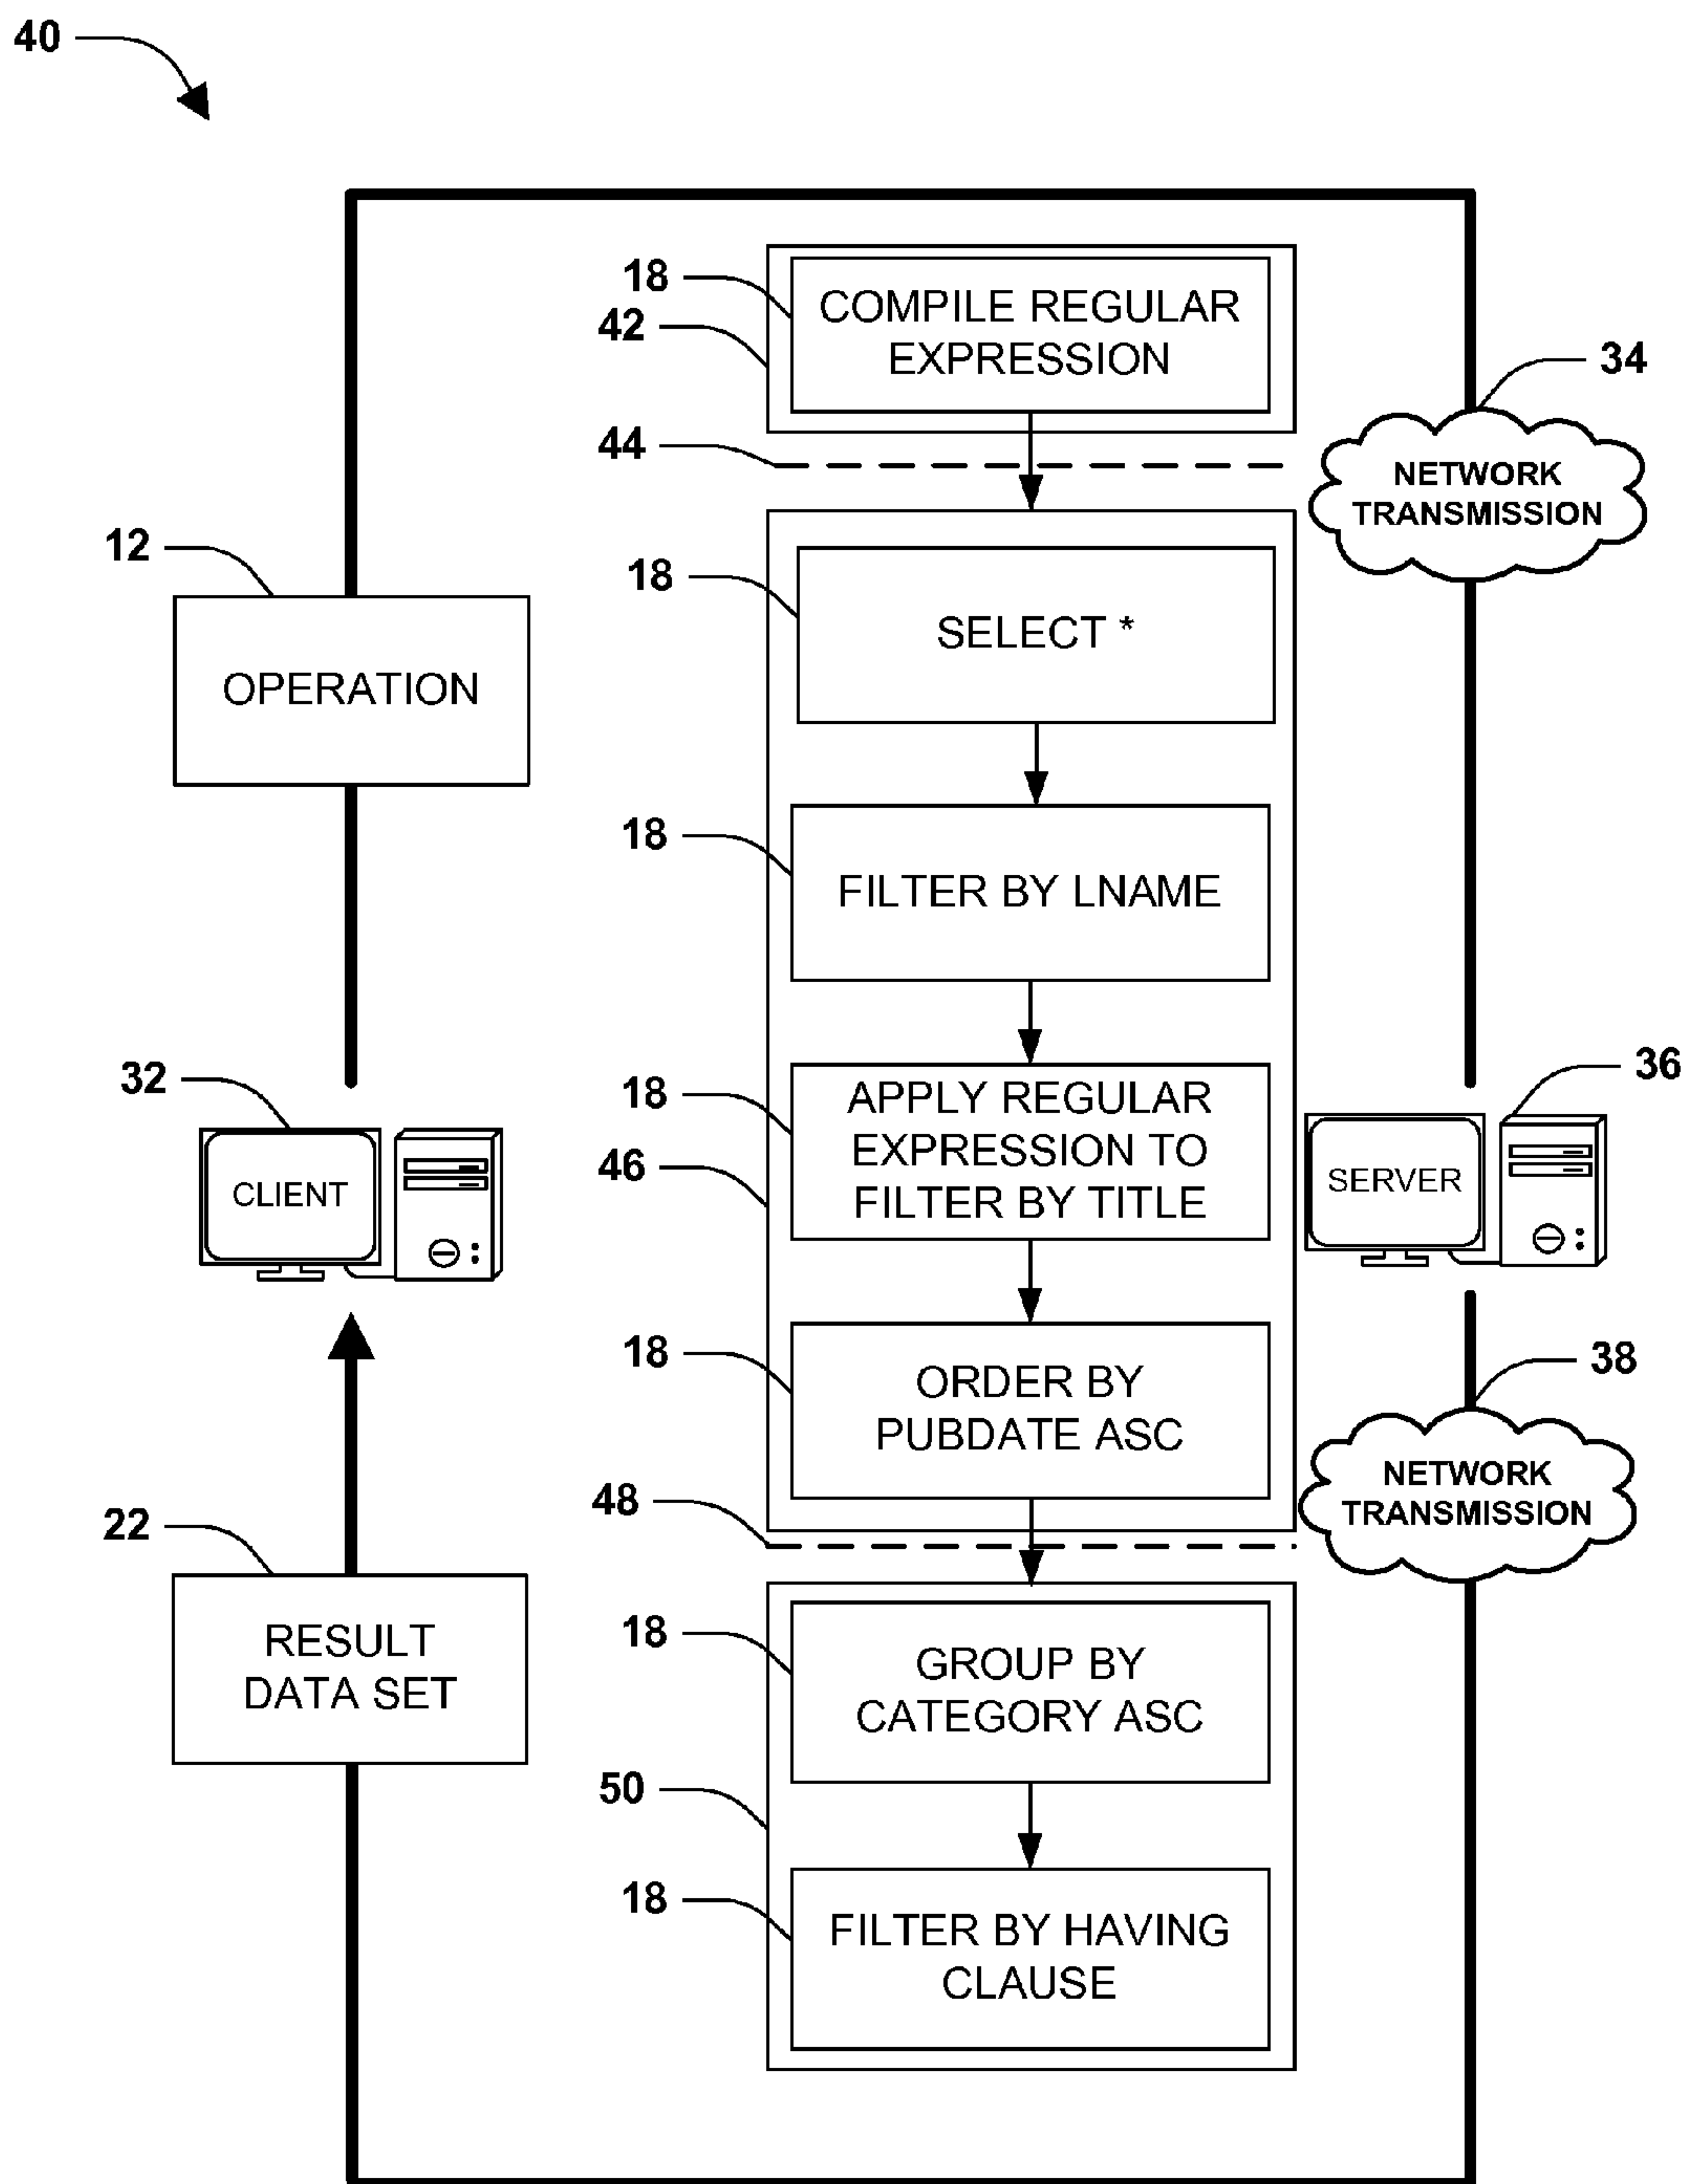 40
18
COMPILE REGULAR
EXPRESSION
42
34
44
NETWORK
TRANSMISSION
12
OPERATION
18
SELECT *
18
FILTER BY LNAME
32
CLIENT
18
APPLY REGULAR
EXPRESSION TO
FILTER BY TITLE
46
36
SERVER
18
ORDER BY
PUBDATE ASC
38
NETWORK
TRANSMISSION
48
22
RESULT
DATA SET
18
GROUP BY
CATEGORY ASC
50
18
FILTER BY HAVING
CLAUSE